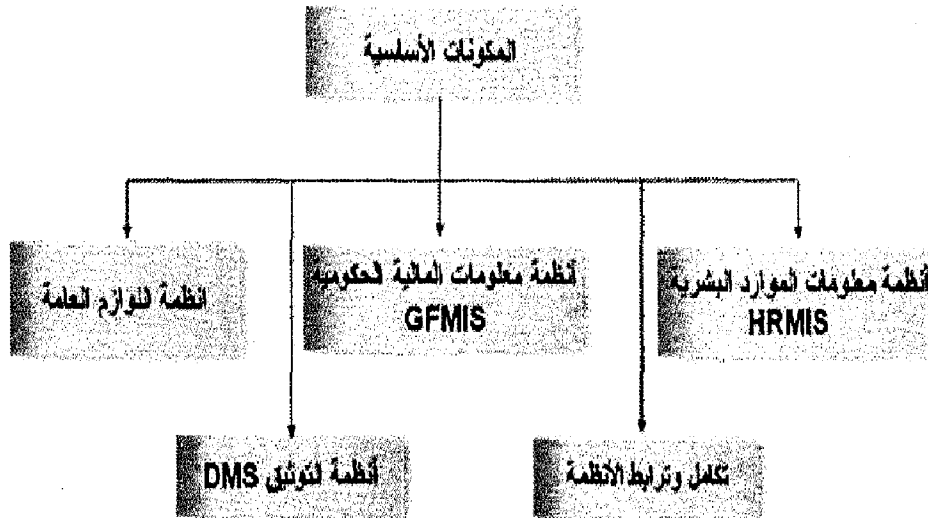 المكونات الأساسية
أنظمة معلومات الموارد البشرية
HRMIS
أنظمة معلومات المالية الحكومية
GFMIS
انظمة اللوازم العامة
تكامل وترابط الأنظمة
أنظمة التوثيق DMS